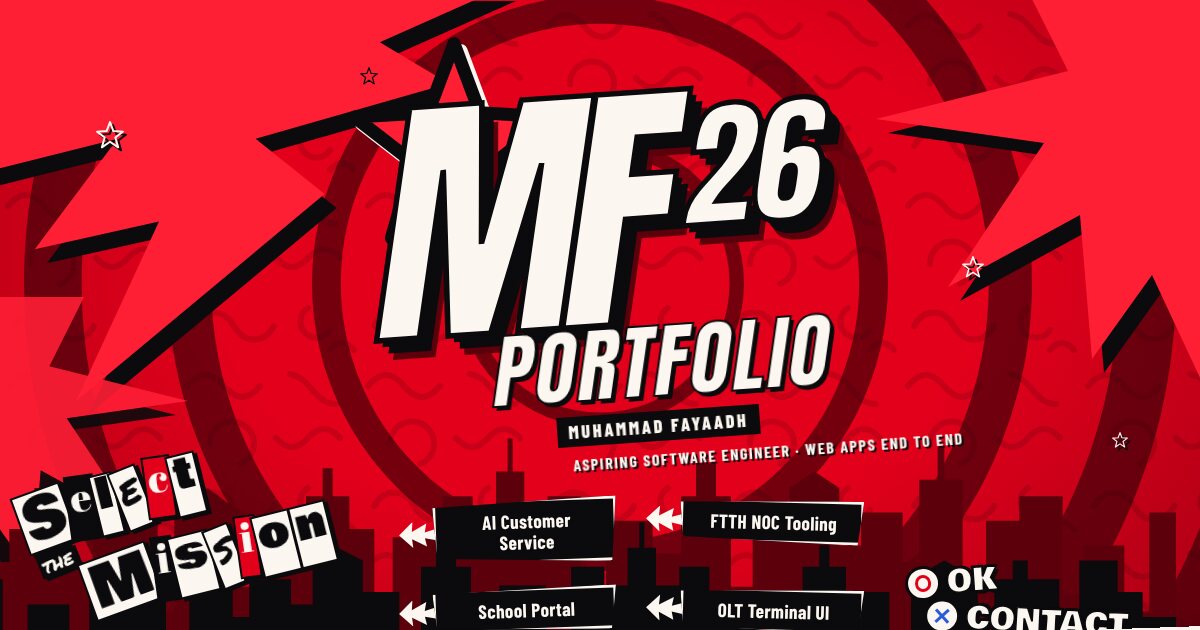 MF26
PORTFOLIO
MUHAMMAD FAYAADH
ASPIRING SOFTWARE ENGINEER · WEB APPS END TO END
Select
THE
Mission
AI Customer
Service
FTTH NOC Tooling
School Portal
OLT Terminal UI
OK
CONTACT